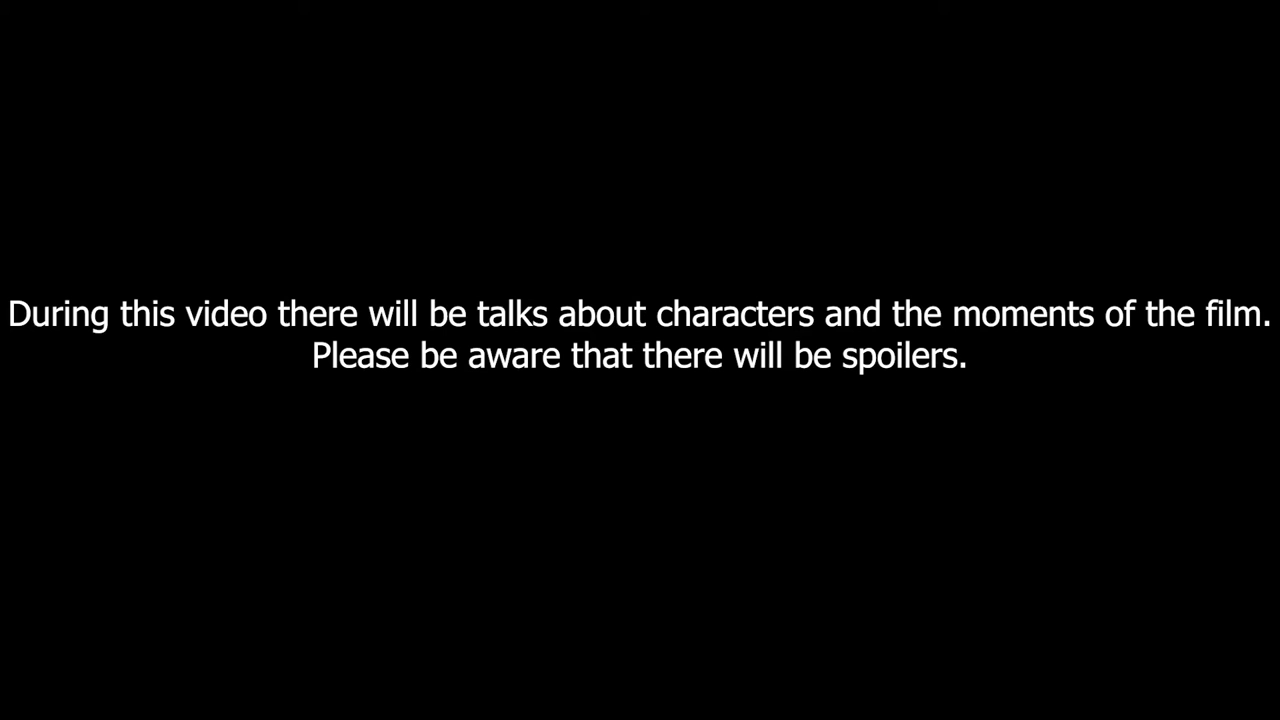 During this video there will be talks about characters and the moments of the film.
Please be aware that there will be spoilers.